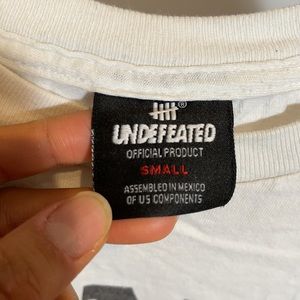 ®
UNDEFEATED
OFFICIAL PRODUCT
SMALL
ASSEMBLED IN MEXICO
OF US COMPONENTS